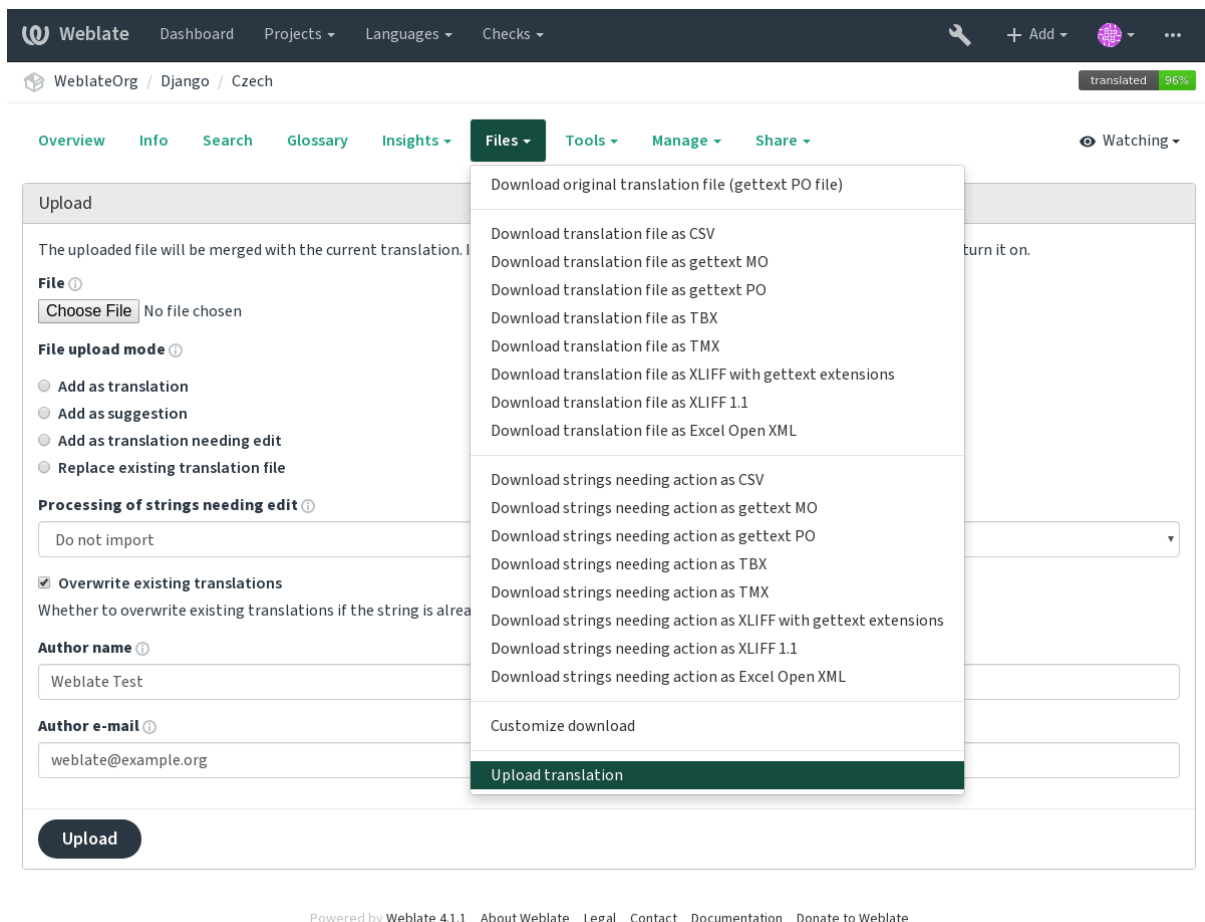 Weblate Dashboard Projects Languages Checks + Add
WeblateOrg / Django / Czech translated 96%
Overview Info Search Glossary Insights Files Tools Manage Share Watching
Upload
The uploaded file will be merged with the current translation. turn it on.
File
Choose File No file chosen
File upload mode
Add as translation
Add as suggestion
Add as translation needing edit
Replace existing translation file
Processing of strings needing edit
Do not import
Overwrite existing translations
Whether to overwrite existing translations if the string is
Author name
Weblate Test
Author e-mail
weblate@example.org
Upload
Download original translation file (gettext PO file)
Download translation file as CSV
Download translation file as gettext MO
Download translation file as gettext PO
Download translation file as TBX
Download translation file as TMX
Download translation file as XLIFF with gettext extensions
Download translation file as XLIFF 1.1
Download translation file as Excel Open XML
Download strings needing action as CSV
Download strings needing action as gettext MO
Download strings needing action as gettext PO
Download strings needing action as TBX
Download strings needing action as TMX
Download strings needing action as XLIFF with gettext extensions
Download strings needing action as XLIFF 1.1
Download strings needing action as Excel Open XML
Customize download
Upload translation
Powered by Weblate 4.1.1 About Weblate Legal Contact Documentation Donate to Weblate